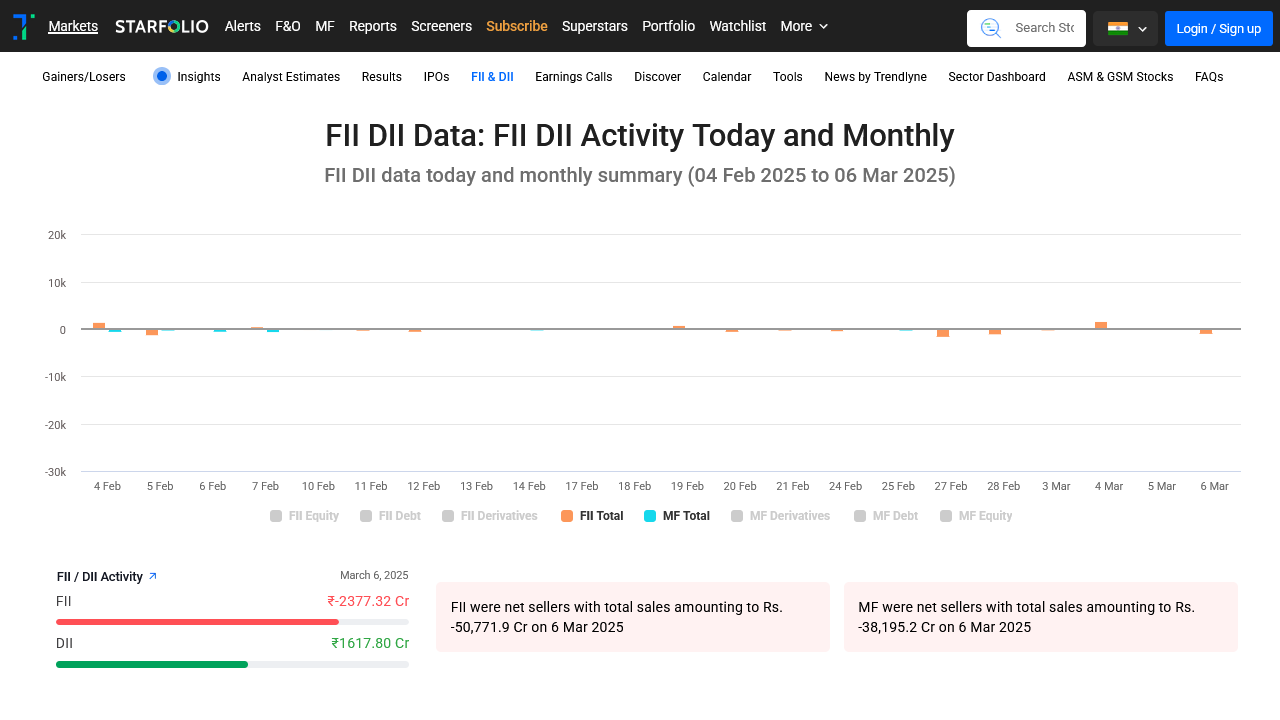 Markets STARFOLIO Alerts F&O MF Reports Screeners Subscribe Superstars Portfolio Watchlist More Search Sto Login / Sign up
Gainers/Losers Insights Analyst Estimates Results IPOs FII & DII Earnings Calls Discover Calendar Tools News by Trendlyne Sector Dashboard ASM & GSM Stocks FAQs
FII DII Data: FII DII Activity Today and Monthly
FII DII data today and monthly summary (04 Feb 2025 to 06 Mar 2025)
20k
10k
0
-10k
-20k
-30k
4 Feb 5 Feb 6 Feb 7 Feb 10 Feb 11 Feb 12 Feb 13 Feb 14 Feb 17 Feb 18 Feb 19 Feb 20 Feb 21 Feb 24 Feb 25 Feb 27 Feb 28 Feb 3 Mar 4 Mar 5 Mar 6 Mar
FII Equity FII Debt FII Derivatives FII Total MF Total MF Derivatives MF Debt MF Equity
FII / DII Activity March 6, 2025
FII ₹-2377.32 Cr
DII ₹1617.80 Cr
FII were net sellers with total sales amounting to Rs.
-50,771.9 Cr on 6 Mar 2025
MF were net sellers with total sales amounting to Rs.
-38,195.2 Cr on 6 Mar 2025